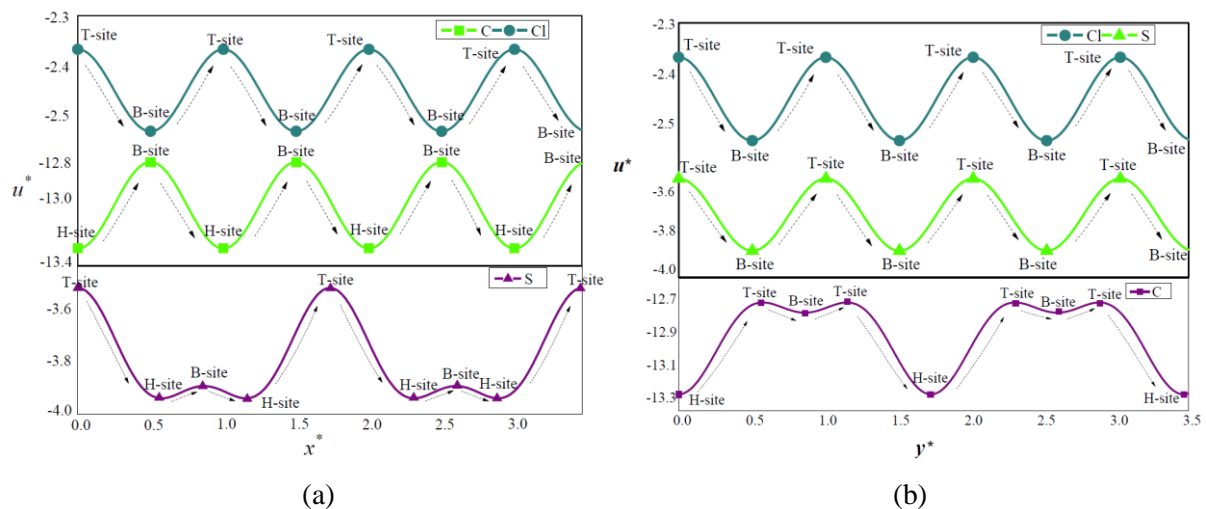 -2.3
C Cl
T-site T-site T-site T-site
-2.4
B-site B-site B-site B-site
-2.5
B-site B-site B-site B-site
-12.8
u*
-13.0
H-site H-site H-site H-site
-13.4
S
T-site T-site T-site
-3.6
-3.8
H-site B-site H-site H-site B-site H-site
-4.0
0.0 0.5 1.0 1.5 2.0 2.5 3.0
x*
(a)
-2.3
Cl S
T-site T-site T-site T-site
-2.4
-2.5
B-site B-site B-site B-site
u*
T-site T-site T-site T-site
-3.6
-3.8
B-site B-site B-site B-site
-4.0
C
-12.7
T-site B-site T-site T-site B-site T-site
-12.9
-13.1
-13.3
H-site H-site H-site
0.0 0.5 1.0 1.5 2.0 2.5 3.0 3.5
y*
(b)